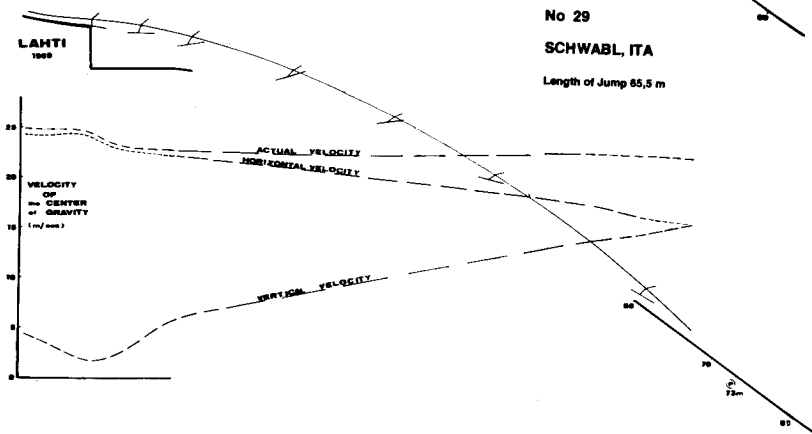 No 29
SCHWABL, ITA
Length of Jump 65,5 m
LAHTI
25
ACTUAL VELOCITY
HORIZONTAL VELOCITY
20
VELOCITY
OF
the CENTER
of GRAVITY
(m/sec)
15
10
VERTICAL VELOCITY
5
0
60
70
73m
80